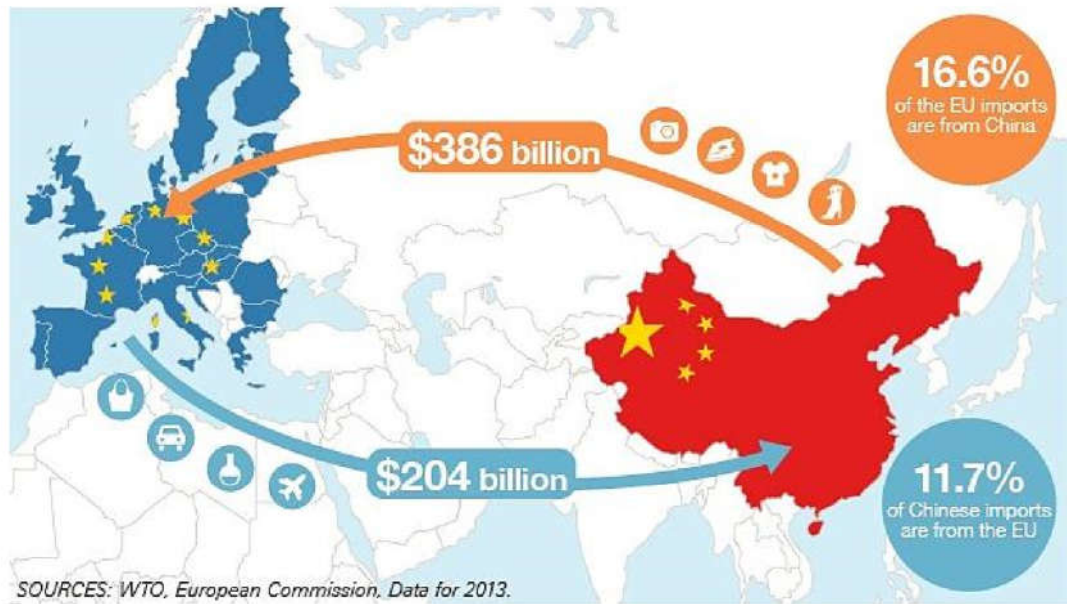 16.6%
of the EU imports
are from China
$386 billion
$204 billion
11.7%
of Chinese imports
are from the EU
SOURCES: WTO, European Commission, Data for 2013.